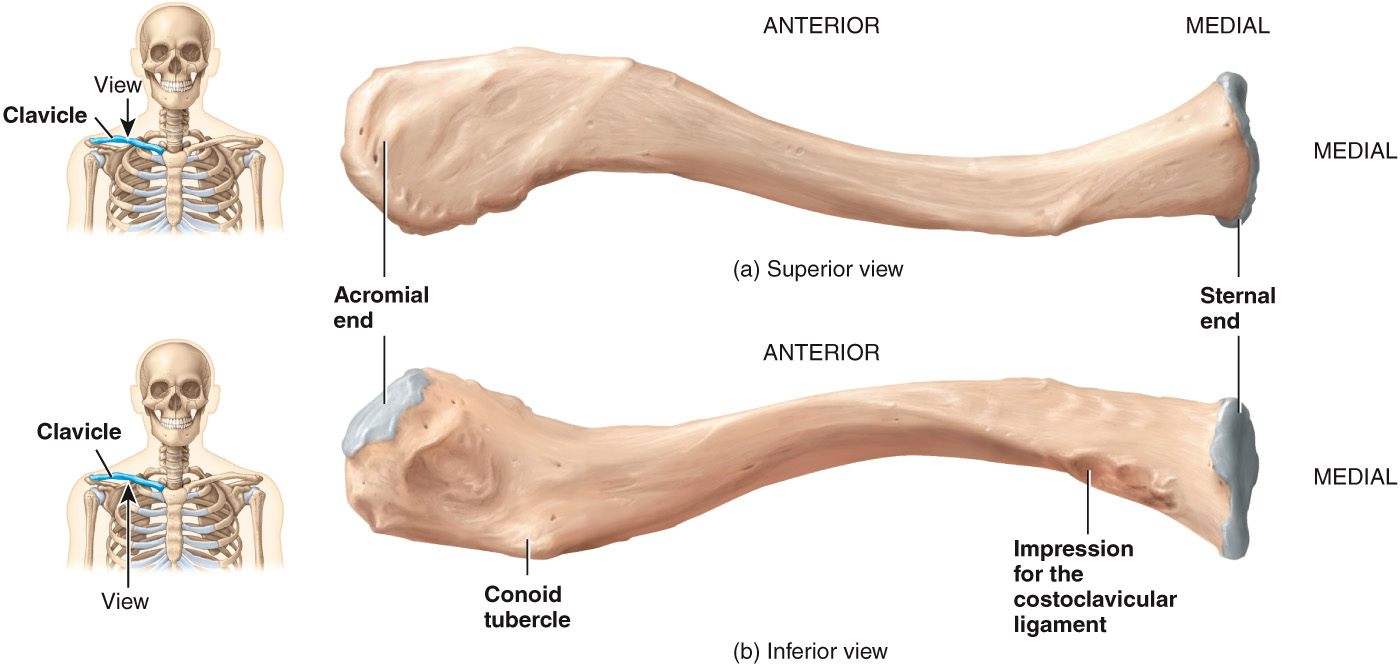 ANTERIOR
MEDIAL
View
Clavicle
MEDIAL
(a) Superior view
Acromial
end
Sternal
end
ANTERIOR
Clavicle
MEDIAL
View
Conoid
tubercle
Impression
for the
costoclavicular
ligament
(b) Inferior view